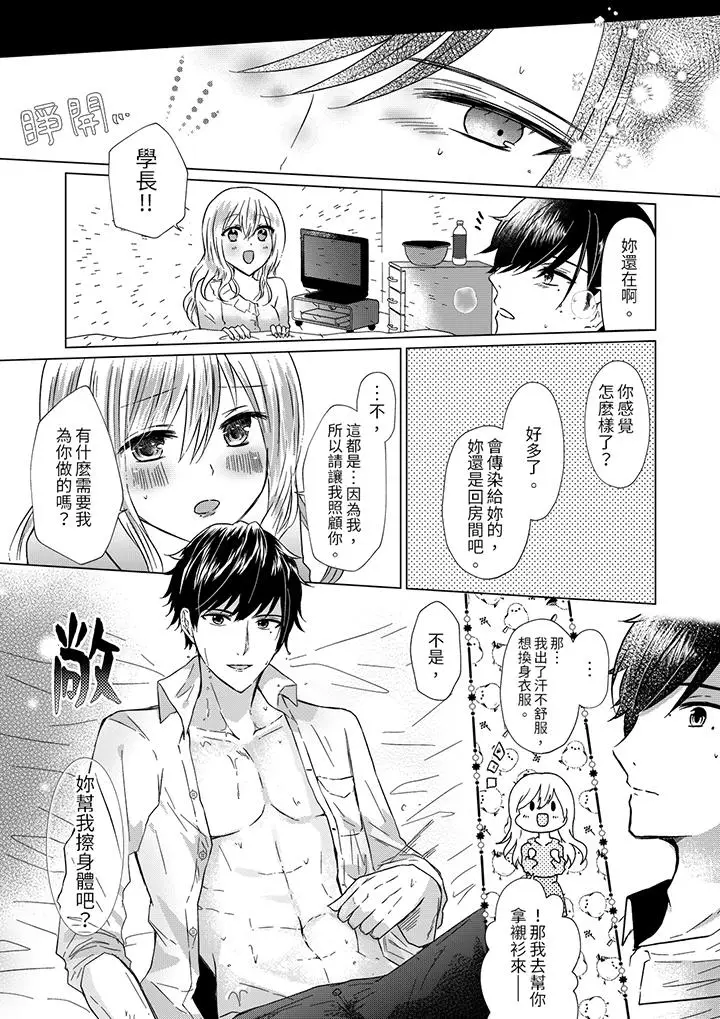 睜開…
妳還在啊。
學長!!
你感覺
怎麼樣了?
好多了。
會傳染給妳的，
妳還是回房間吧。
…不，
這都是…因為我，
所以請讓我照顧你。
有什麼需要我
為你做的嗎?
…
那…
我出了汗不舒服，
想換身衣服。
!那我去幫你
拿襯衫來──
不是，
敞
妳幫我擦身體吧?